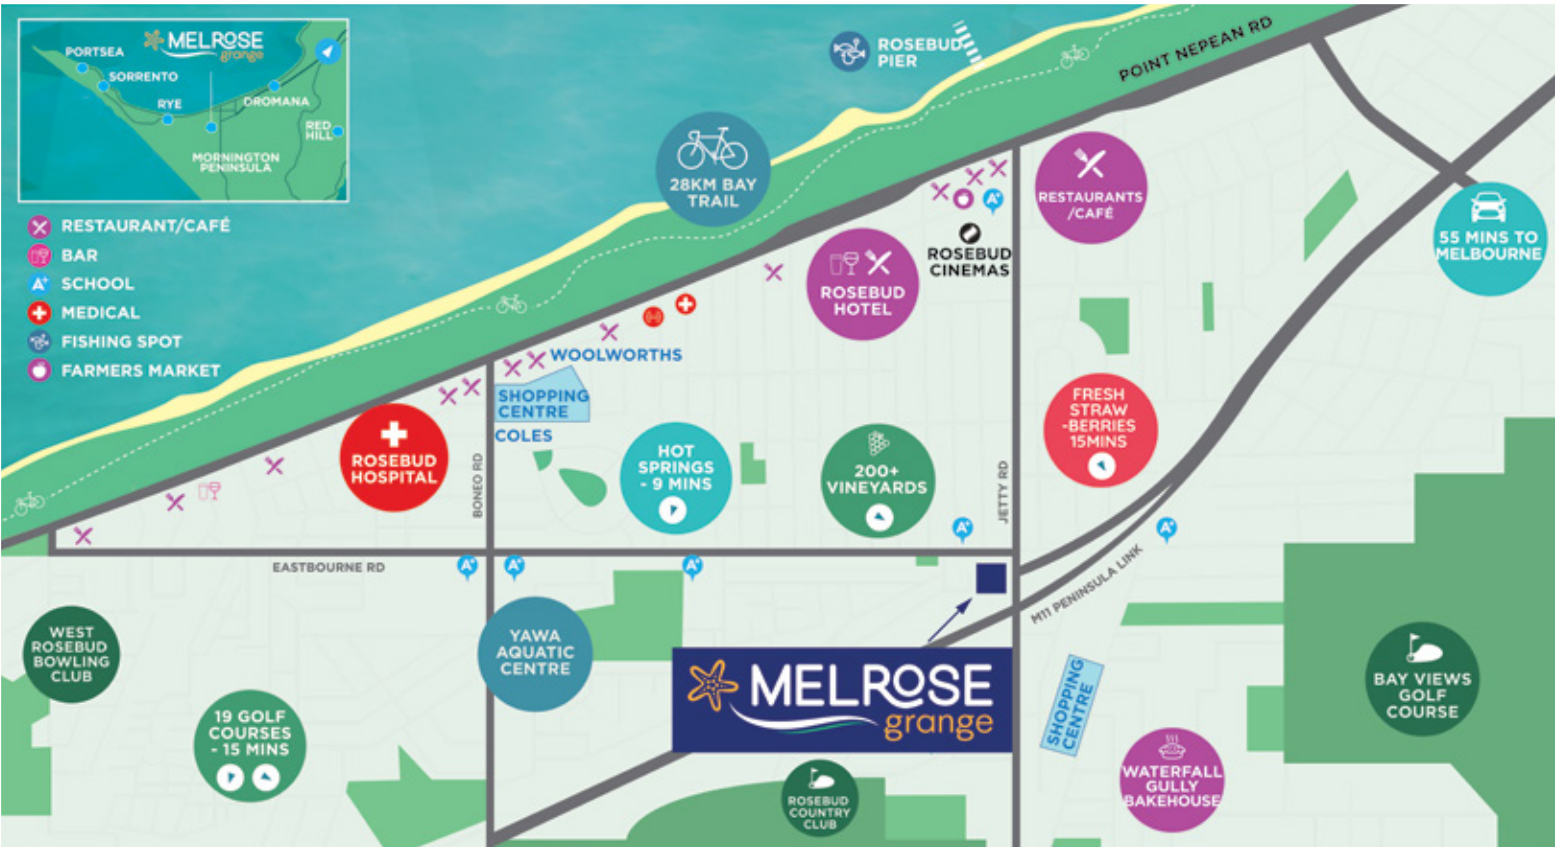 MELROSE
grange
PORTSEA
SORRENTO
RYE
DROMANA
RED
HILL
MORNINGTON
PENINSULA
RESTAURANT/CAFÉ
BAR
A+ SCHOOL
MEDICAL
FISHING SPOT
FARMERS MARKET
ROSEBUD
PIER
POINT NEPEAN RD
28KM BAY
TRAIL
RESTAURANTS
/CAFÉ
A+
ROSEBUD
CINEMAS
55 MINS TO
MELBOURNE
ROSEBUD
HOTEL
WOOLWORTHS
SHOPPING
CENTRE
COLES
FRESH
STRAW
-BERRIES
15MINS
ROSEBUD
HOSPITAL
BONEO RD
HOT
SPRINGS
- 9 MINS
200+
VINEYARDS
JETTY RD
A+
A+
EASTBOURNE RD
A+
A+
A+
M11 PENINSULA LINK
WEST
ROSEBUD
BOWLING
CLUB
YAWA
AQUATIC
CENTRE
MELROSE
grange
SHOPPING
CENTRE
BAY VIEWS
GOLF
COURSE
19 GOLF
COURSES
- 15 MINS
ROSEBUD
COUNTRY
CLUB
WATERFALL
GULLY
BAKEHOUSE